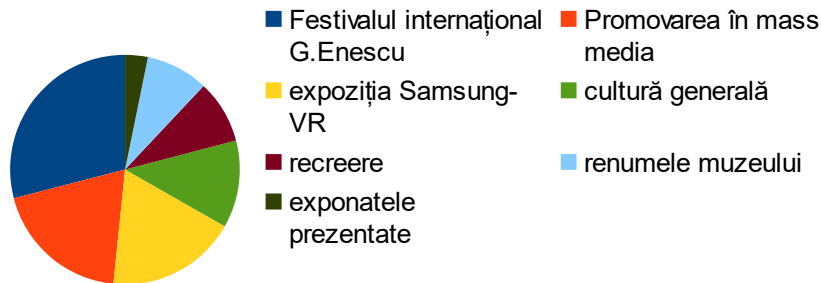 Festivalul internațional
G.Enescu
Promovarea în mass
media
expoziția Samsung-
VR
cultură generală
recreere
renumele muzeului
exponatele
prezentate